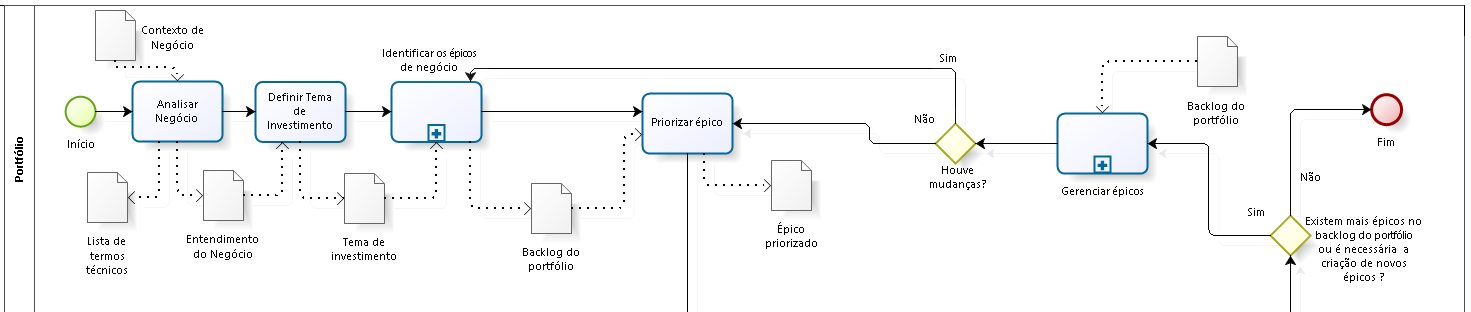 Portfólio
Contexto de
Negócio
Início
Analisar
Negócio
Lista de
termos
técnicos
Entendimento
do Negócio
Definir Tema
de
Investimento
Tema de
investimento
Identificar os épicos
de negócio
Backlog do
portfólio
Priorizar épico
Épico
priorizado
Sim
Não
Houve
mudanças?
Gerenciar épicos
Backlog do
portfólio
Sim
Não
Existem mais épicos no
backlog do portfólio
ou é necessária a
criação de novos
épicos ?
Fim